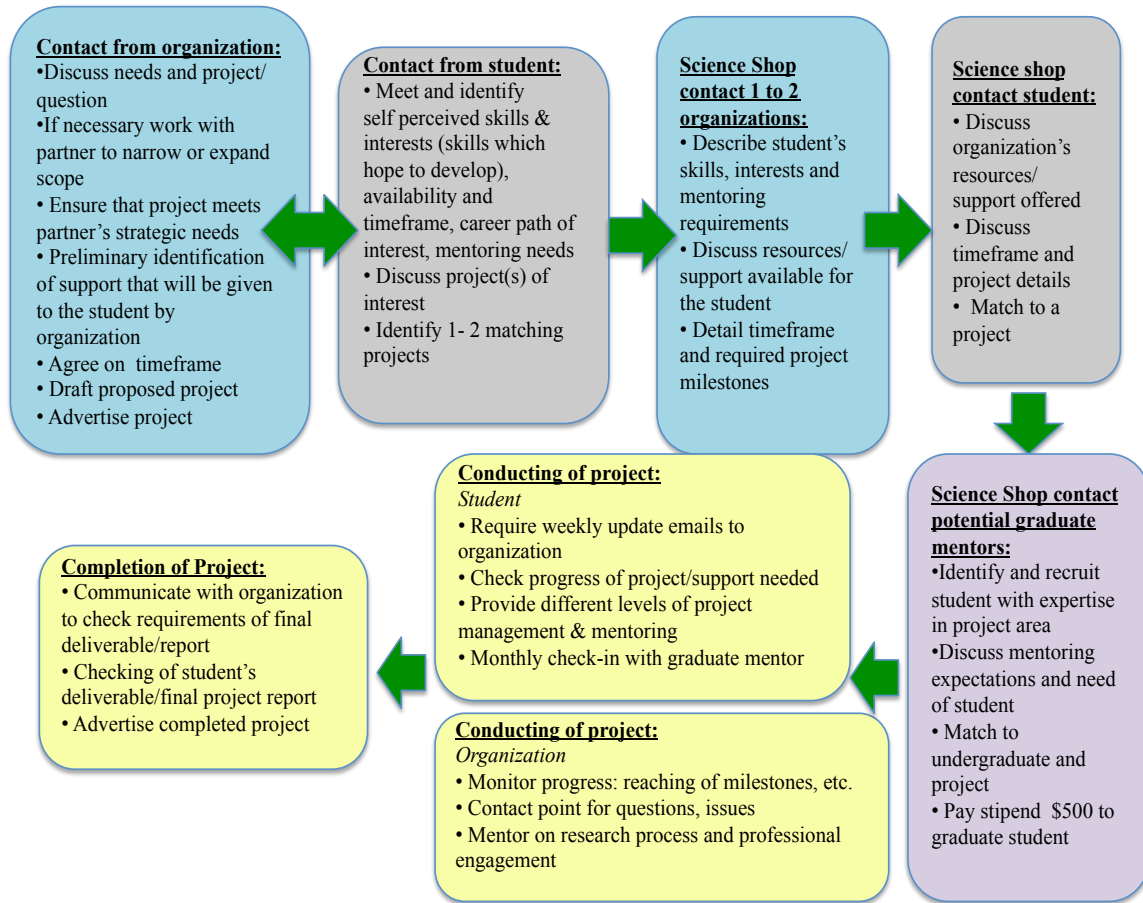 Contact from organization:
•Discuss needs and project/
question
•If necessary work with
partner to narrow or expand
scope
• Ensure that project meets
partner's strategic needs
• Preliminary identification
of support that will be given
to the student by
organization
• Agree on timeframe
• Draft proposed project
• Advertise project
Contact from student:
• Meet and identify
self perceived skills &
interests (skills which
hope to develop),
availability and
timeframe, career path of
interest, mentoring needs
• Discuss project(s) of
interest
• Identify 1- 2 matching
projects
Science Shop
contact 1 to 2
organizations:
• Describe student's
skills, interests and
mentoring
requirements
• Discuss resources/
support available for
the student
• Detail timeframe
and required project
milestones
Science shop
contact student:
• Discuss
organization's
resources/
support offered
• Discuss
timeframe and
project details
• Match to a
project
Science Shop contact
potential graduate
mentors:
•Identify and recruit
student with expertise
in project area
•Discuss mentoring
expectations and need
of student
• Match to
undergraduate and
project
• Pay stipend $500 to
graduate student
Conducting of project:
Student
• Require weekly update emails to
organization
• Check progress of project/support needed
• Provide different levels of project
management & mentoring
• Monthly check-in with graduate mentor
Conducting of project:
Organization
• Monitor progress: reaching of milestones, etc.
• Contact point for questions, issues
• Mentor on research process and professional
engagement
Completion of Project:
• Communicate with organization
to check requirements of final
deliverable/report
• Checking of student's
deliverable/final project report
• Advertise completed project